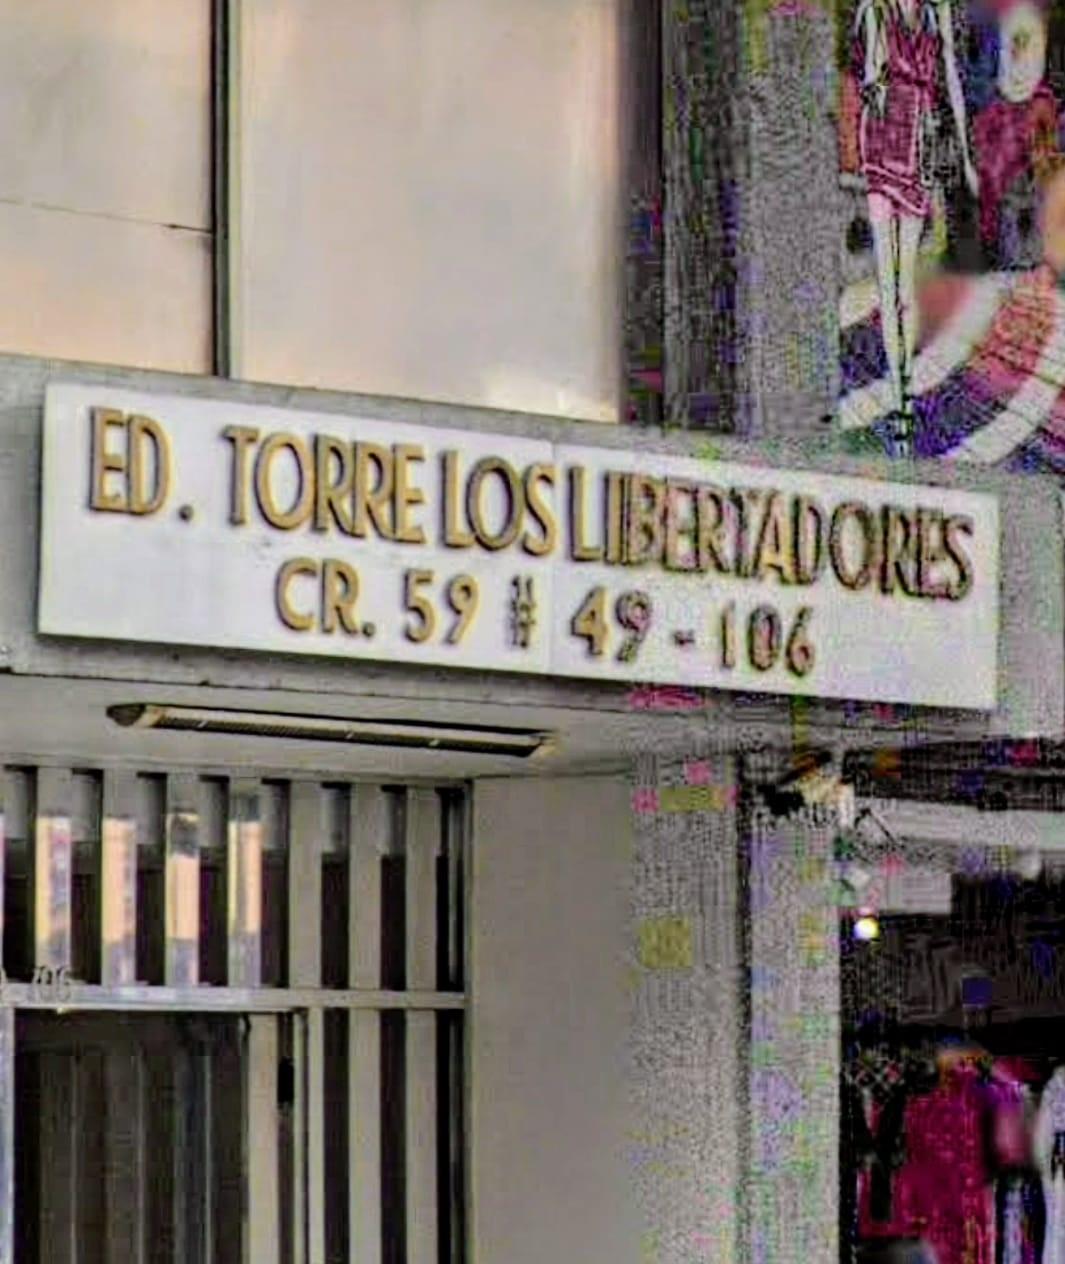 ED. TORRE LOS LIBERTADORES
CR. 59 # 49 - 106